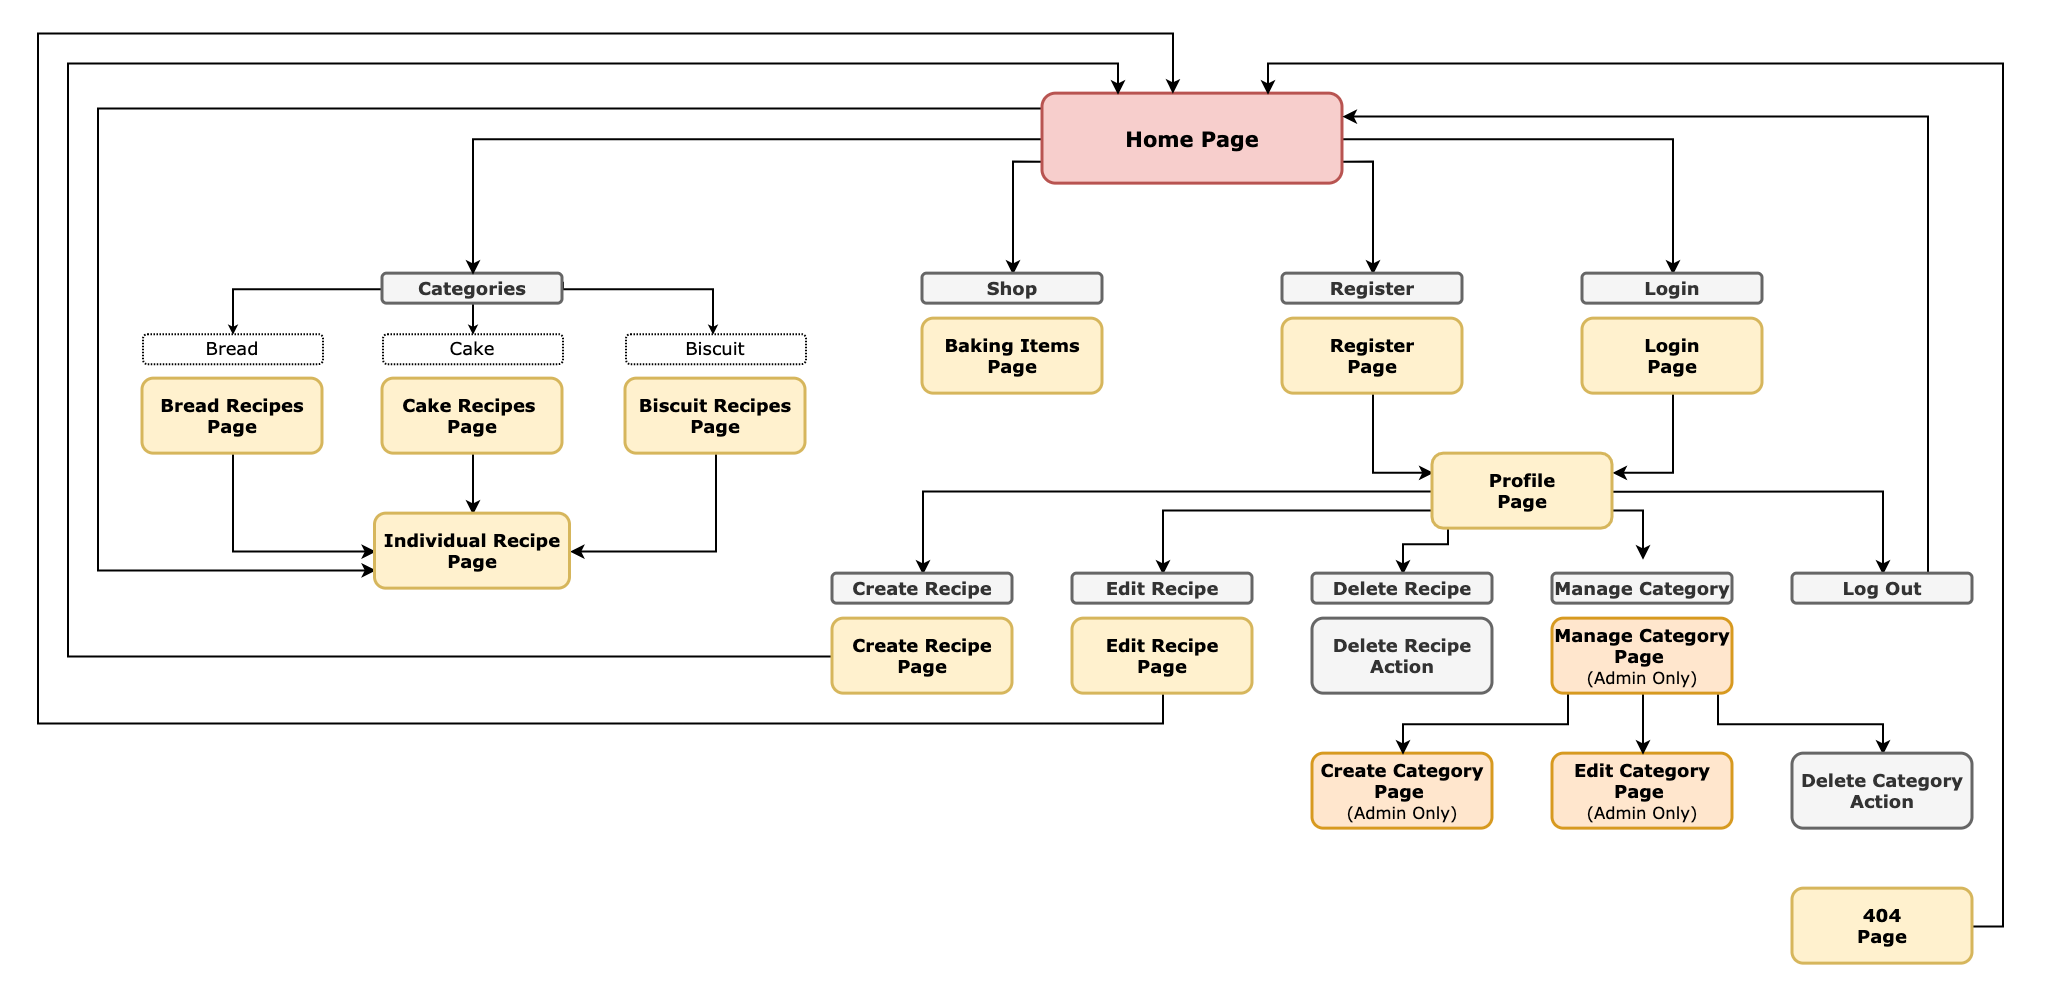 Home Page
Categories
Shop
Register
Login
Bread
Cake
Biscuit
Baking Items
Page
Register
Page
Login
Page
Bread Recipes
Page
Cake Recipes
Page
Biscuit Recipes
Page
Profile
Page
Individual Recipe
Page
Create Recipe
Edit Recipe
Delete Recipe
Manage Category
Log Out
Create Recipe
Page
Edit Recipe
Page
Delete Recipe
Action
Manage Category
Page
(Admin Only)
Create Category
Page
(Admin Only)
Edit Category
Page
(Admin Only)
Delete Category
Action
404
Page